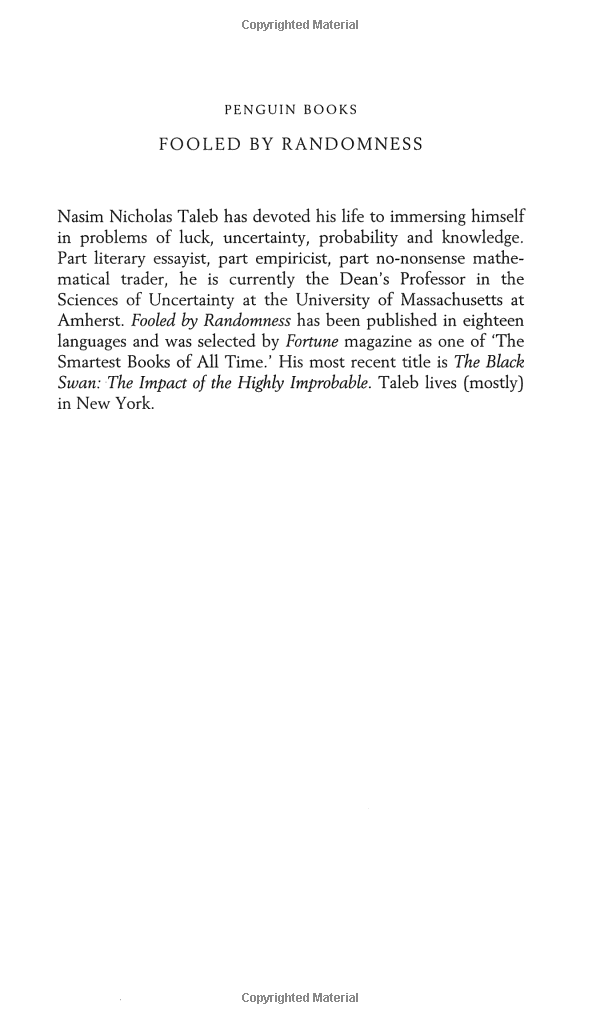 Copyrighted Material
PENGUIN BOOKS
FOOLED BY RANDOMNESS
Nasim Nicholas Taleb has devoted his life to immersing himself
in problems of luck, uncertainty, probability and knowledge.
Part literary essayist, part empiricist, part no-nonsense mathe-
matical trader, he is currently the Dean's Professor in the
Sciences of Uncertainty at the University of Massachusetts at
Amherst. Fooled by Randomness has been published in eighteen
languages and was selected by Fortune magazine as one of 'The
Smartest Books of All Time.' His most recent title is The Black
Swan: The Impact of the Highly Improbable. Taleb lives (mostly)
in New York.
Copyrighted Material